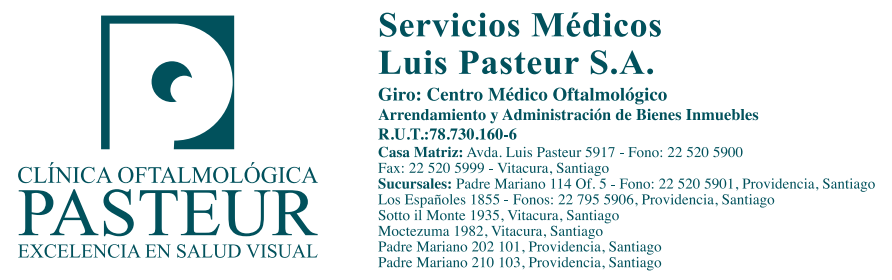 CLÍNICA OFTALMOLÓGICA
PASTEUR
EXCELENCIA EN SALUD VISUAL
Servicios Médicos
Luis Pasteur S.A.
Giro: Centro Médico Oftalmológico
Arrendamiento y Administración de Bienes Inmuebles
R.U.T.:78.730.160-6
Casa Matriz: Avda. Luis Pasteur 5917 - Fono: 22 520 5900
Fax: 22 520 5999 - Vitacura, Santiago
Sucursales: Padre Mariano 114 Of. 5 - Fono: 22 520 5901, Providencia, Santiago
Los Españoles 1855 - Fonos: 22 795 5906, Providencia, Santiago
Sotto il Monte 1935, Vitacura, Santiago
Moctezuma 1982, Vitacura, Santiago
Padre Mariano 202 101, Providencia, Santiago
Padre Mariano 210 103, Providencia, Santiago